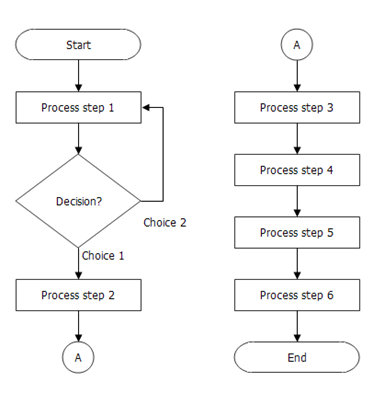 Start
Process step 1
Decision?
Choice 2
Choice 1
Process step 2
A
A
Process step 3
Process step 4
Process step 5
Process step 6
End